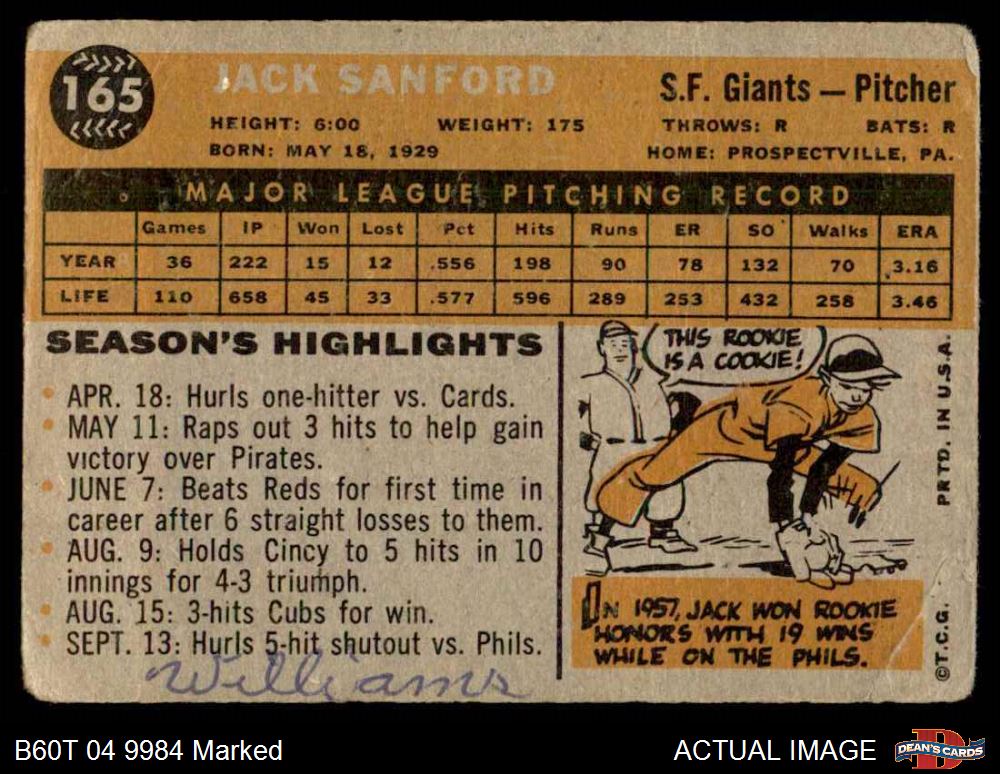 165
JACK SANFORD
S.F. Giants — Pitcher
HEIGHT: 6:00 WEIGHT: 175 THROWS: R BATS: R
BORN: MAY 18, 1929 HOME: PROSPECTVILLE, PA.
MAJOR LEAGUE PITCHING RECORD
Games IP Won Lost Pct Hits Runs ER SO Walks ERA
YEAR 36 222 15 12 .556 198 90 78 132 70 3.16
LIFE 110 658 45 33 .577 596 289 253 432 258 3.46
SEASON'S HIGHLIGHTS
• APR. 18: Hurls one-hitter vs. Cards.
• MAY 11: Raps out 3 hits to help gain
victory over Pirates.
• JUNE 7: Beats Reds for first time in
career after 6 straight losses to them.
• AUG. 9: Holds Cincy to 5 hits in 10
innings for 4-3 triumph.
• AUG. 15: 3-hits Cubs for win.
• SEPT. 13: Hurls 5-hit shutout vs. Phils.
Williams
THIS ROOKIE
IS A COOKIE!
IN 1957, JACK WON ROOKIE
HONORS WITH 19 WINS
WHILE ON THE PHILS.
©T.C.G. PRTD. IN U.S.A.
B60T 04 9984 Marked
ACTUAL IMAGE
DEAN'S CARDS